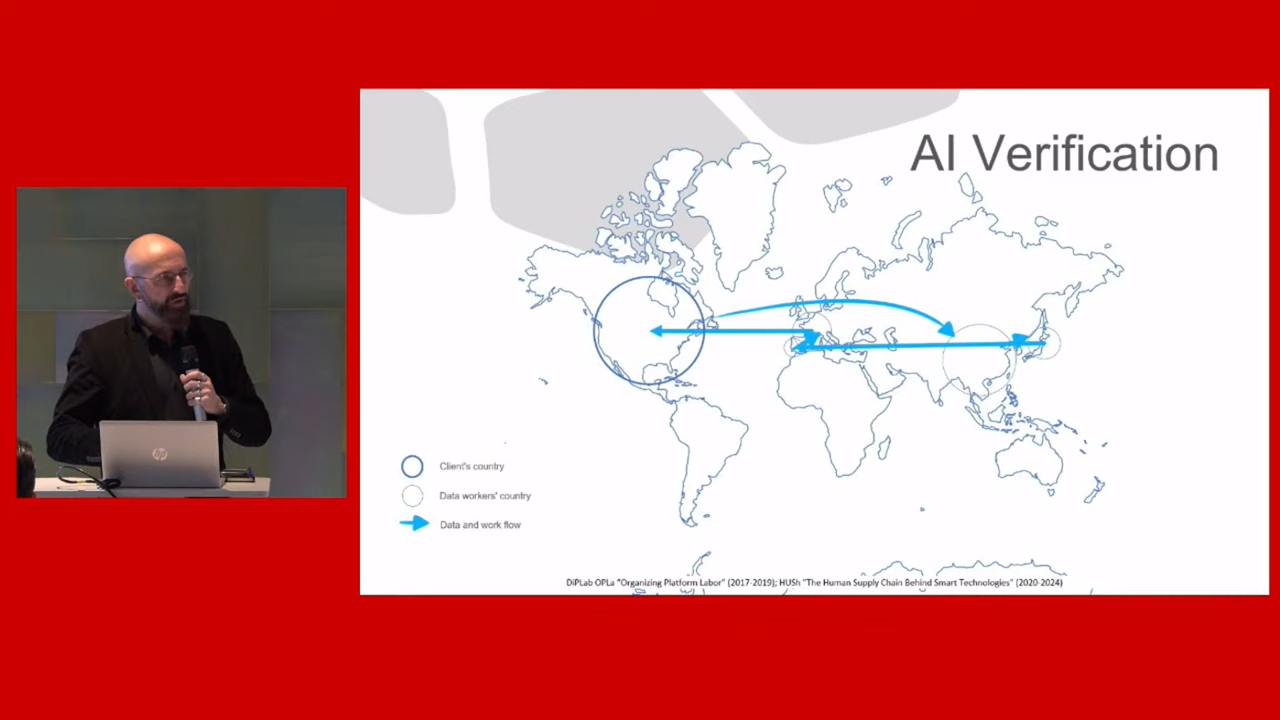 AI Verification
Client's country
Data workers' country
Data and work flow
DiPLab OPLa "Organizing Platform Labor" (2017-2019); HUSh "The Human Supply Chain Behind Smart Technologies" (2020-2024)
hp